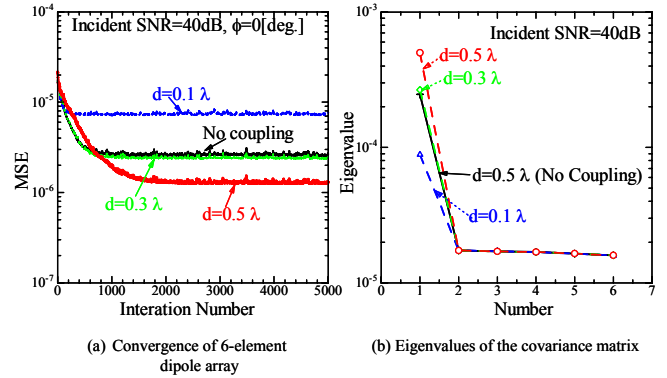 Incident SNR=40dB, ϕ=0[deg.]
10⁻⁴
10⁻⁵
10⁻⁶
10⁻⁷
MSE
d=0.1 λ
No coupling
d=0.3 λ
d=0.5 λ
0 1000 2000 3000 4000 5000
Interation Number
(a) Convergence of 6-element
dipole array
Incident SNR=40dB
10⁻³
10⁻⁴
10⁻⁵
Eigenvalue
d=0.5 λ
d=0.3 λ
d=0.5 λ (No Coupling)
d=0.1 λ
0 1 2 3 4 5 6 7
Number
(b) Eigenvalues of the covariance matrix